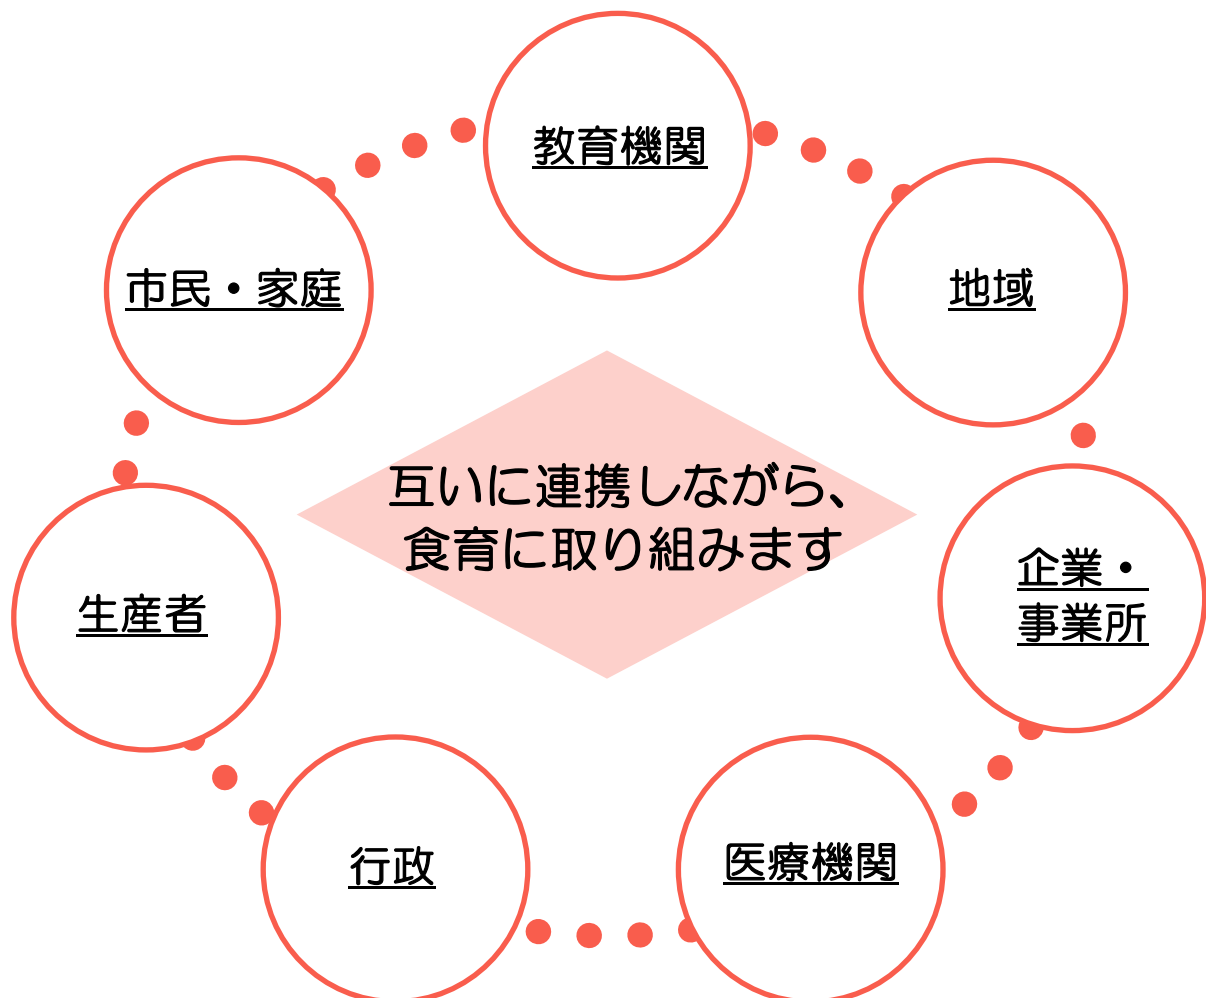 教育機関
市民・家庭
地域
互いに連携しながら、
食育に取り組みます
企業・
事業所
生産者
医療機関
行政